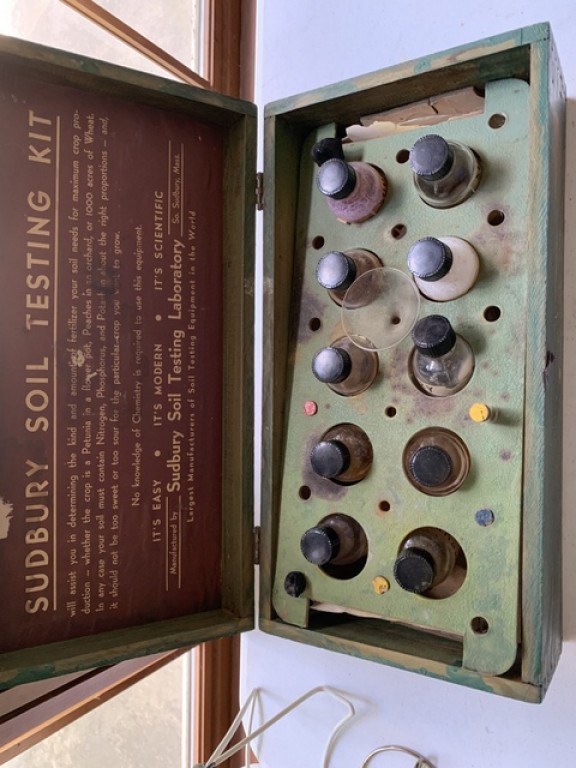 SUDBURY SOIL TESTING KIT
will assist you in determining the kind and amount of fertilizer your soil needs for maximum crop pro-
duction — whether the crop is a Petunia in a flower pot, Peaches in an orchard, or 1000 acres of Wheat.
In any case your soil must contain Nitrogen, Phosphorus, and Potash in about the right proportions — and,
it should not be too sweet or too sour for the particular crop you want to grow.
No knowledge of Chemistry is required to use this equipment.
IT'S EASY • IT'S MODERN • IT'S SCIENTIFIC
Manufactured by Sudbury Soil Testing Laboratory So. Sudbury, Mass.
Largest Manufacturers of Soil Testing Equipment in the World